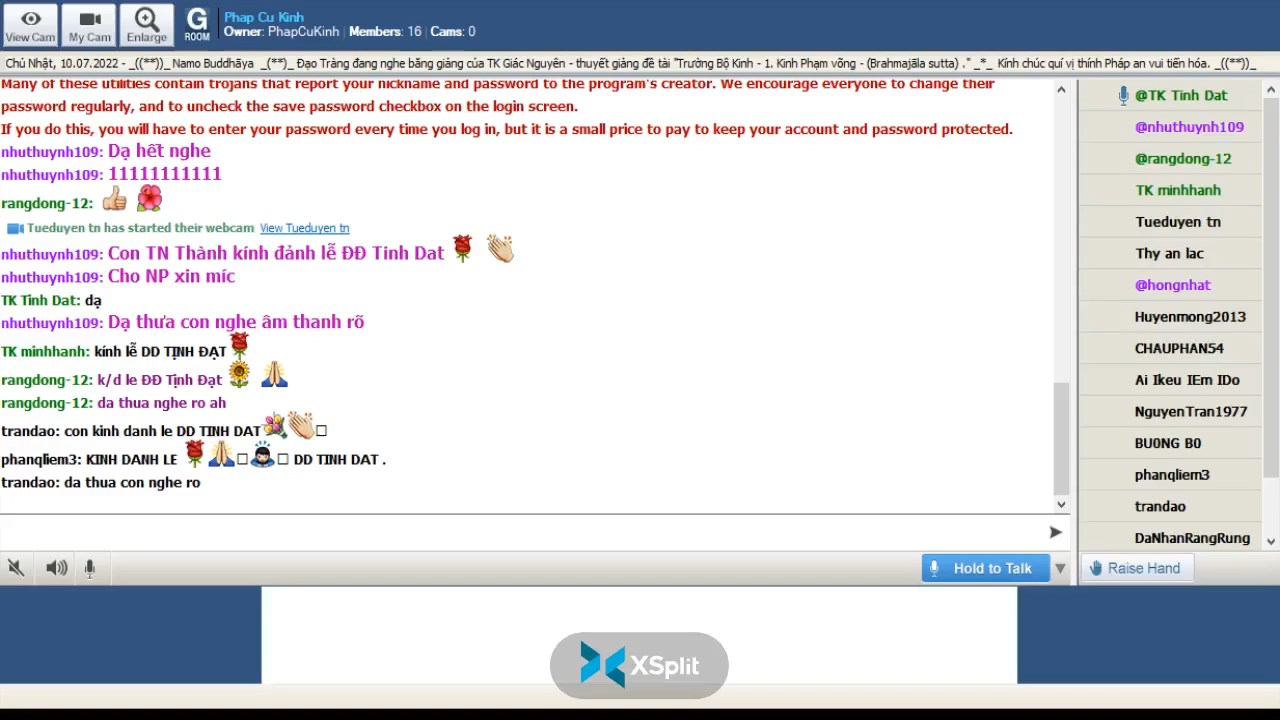 View Cam
My Cam
Enlarge
G
ROOM
Phap Cu Kinh
Owner: PhapCuKinh | Members: 16 | Cams: 0
Chủ Nhật, 10.07.2022 - _((**))_ Namo Buddhāya _(**)_ Đạo Tràng đang nghe băng giảng của TK Giác Nguyên - thuyết giảng đề tài "Trường Bộ Kinh - 1. Kinh Phạm võng - (Brahmajāla sutta) ." _*_ Kính chúc quí vị thính Pháp an vui tiến hóa. _((**))_
Many of these utilities contain trojans that report your nickname and password to the program's creator. We encourage everyone to change their
password regularly, and to uncheck the save password checkbox on the login screen.
If you do this, you will have to enter your password every time you log in, but it is a small price to pay to keep your account and password protected.
nhuthuynh109: Dạ hết nghe
nhuthuynh109: 11111111111
rangdong-12:
Tueduyen tn has started their webcam View Tueduyen tn
nhuthuynh109: Con TN Thành kính đảnh lễ ĐĐ Tinh Dat
nhuthuynh109: Cho NP xin míc
TK Tinh Dat: dạ
nhuthuynh109: Dạ thưa con nghe âm thanh rõ
TK minhhanh: kính lễ DD TỊNH ĐẠT
rangdong-12: k/d le ĐĐ Tịnh Đạt
rangdong-12: da thua nghe ro ah
trandao: con kinh danh le DD TINH DAT
phanqliem3: KINH DANH LE DD TINH DAT .
trandao: da thua con nghe ro
@TK Tinh Dat
@nhuthuynh109
@rangdong-12
TK minhhanh
Tueduyen tn
Thy an lac
@hongnhat
Huyenmong2013
CHAUPHAN54
Ai Ikeu IEm IDo
NguyenTran1977
BU0NG B0
phanqliem3
trandao
DaNhanRangRung
Hold to Talk
Raise Hand
XSplit